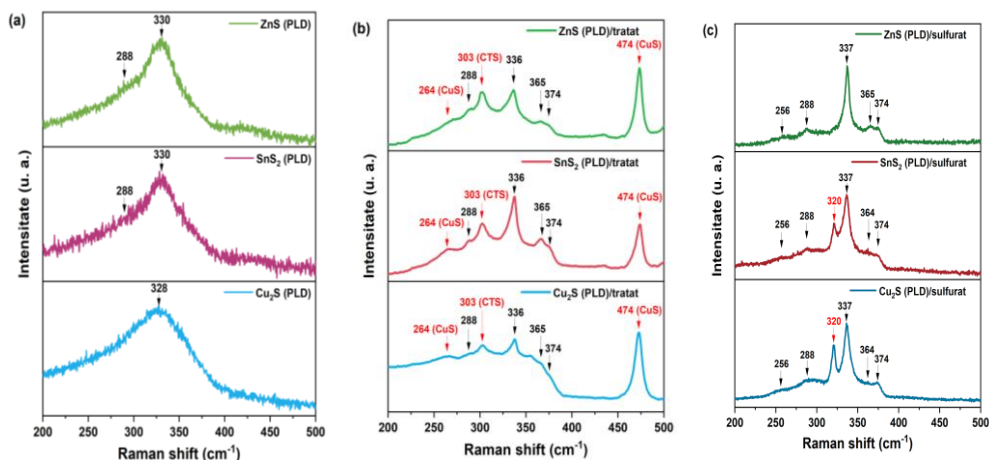 (a)
ZnS (PLD)
330
288
SnS₂ (PLD)
330
288
Cu₂S (PLD)
328
Intensitate (u. a.)
200 250 300 350 400 450 500
Raman shift (cm⁻¹)
(b)
ZnS (PLD)/tratat
474 (CuS)
303 (CTS)
336
288
264 (CuS)
365
374
SnS₂ (PLD)/tratat
336
474 (CuS)
303 (CTS)
288
264 (CuS)
365
374
Cu₂S (PLD)/tratat
474 (CuS)
303 (CTS)
336
288
264 (CuS)
365
374
Intensitate (u. a.)
200 250 300 350 400 450 500
Raman shift (cm⁻¹)
(c)
ZnS (PLD)/sulfurat
337
365
374
288
256
SnS₂ (PLD)/sulfurat
337
320
364
374
288
256
Cu₂S (PLD)/sulfurat
337
320
364
374
288
256
Intensitate (u. a.)
200 250 300 350 400 450 500
Raman shift (cm⁻¹)